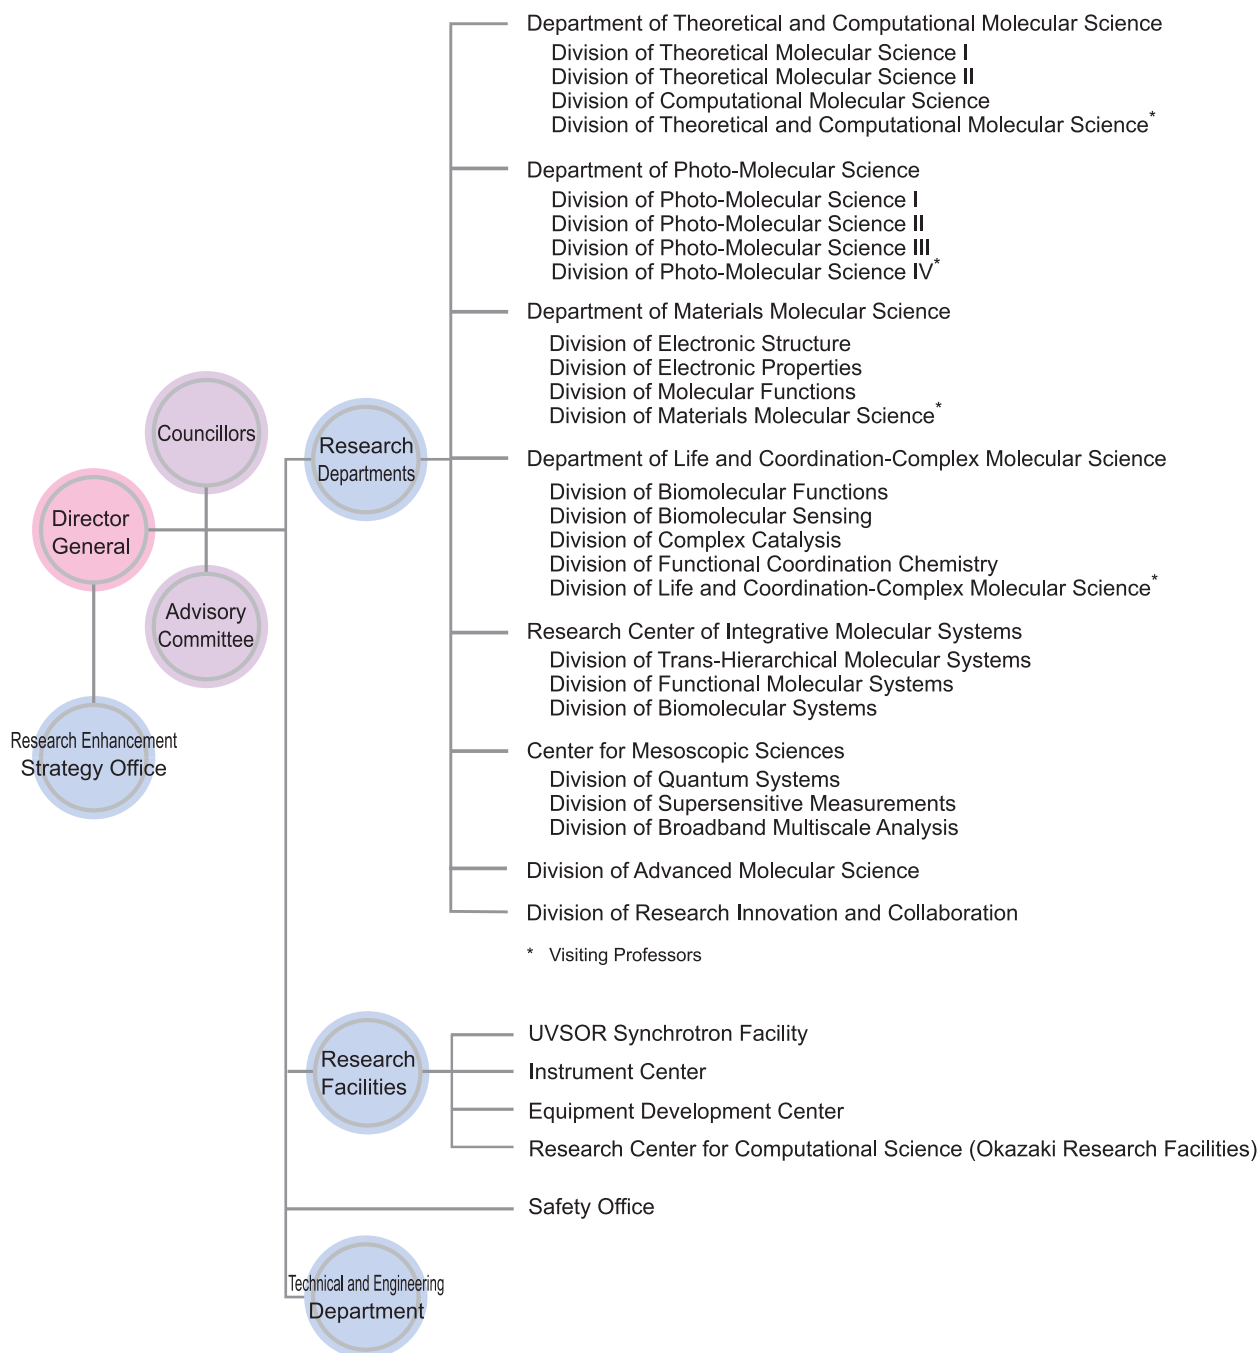 Director
General
Councillors
Advisory
Committee
Research Enhancement
Strategy Office
Research
Departments
Department of Theoretical and Computational Molecular Science
Division of Theoretical Molecular Science I
Division of Theoretical Molecular Science II
Division of Computational Molecular Science
Division of Theoretical and Computational Molecular Science*
Department of Photo-Molecular Science
Division of Photo-Molecular Science I
Division of Photo-Molecular Science II
Division of Photo-Molecular Science III
Division of Photo-Molecular Science IV*
Department of Materials Molecular Science
Division of Electronic Structure
Division of Electronic Properties
Division of Molecular Functions
Division of Materials Molecular Science*
Department of Life and Coordination-Complex Molecular Science
Division of Biomolecular Functions
Division of Biomolecular Sensing
Division of Complex Catalysis
Division of Functional Coordination Chemistry
Division of Life and Coordination-Complex Molecular Science*
Research Center of Integrative Molecular Systems
Division of Trans-Hierarchical Molecular Systems
Division of Functional Molecular Systems
Division of Biomolecular Systems
Center for Mesoscopic Sciences
Division of Quantum Systems
Division of Supersensitive Measurements
Division of Broadband Multiscale Analysis
Division of Advanced Molecular Science
Division of Research Innovation and Collaboration
* Visiting Professors
Research
Facilities
UVSOR Synchrotron Facility
Instrument Center
Equipment Development Center
Research Center for Computational Science (Okazaki Research Facilities)
Safety Office
Technical and Engineering
Department